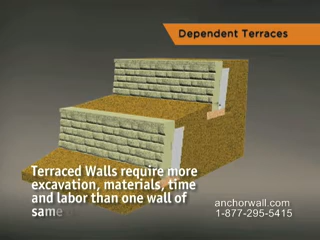 Dependent Terraces
Terraced Walls require more
excavation, materials, time
and labor than one wall of
same
anchorwall.com
1-877-295-5415